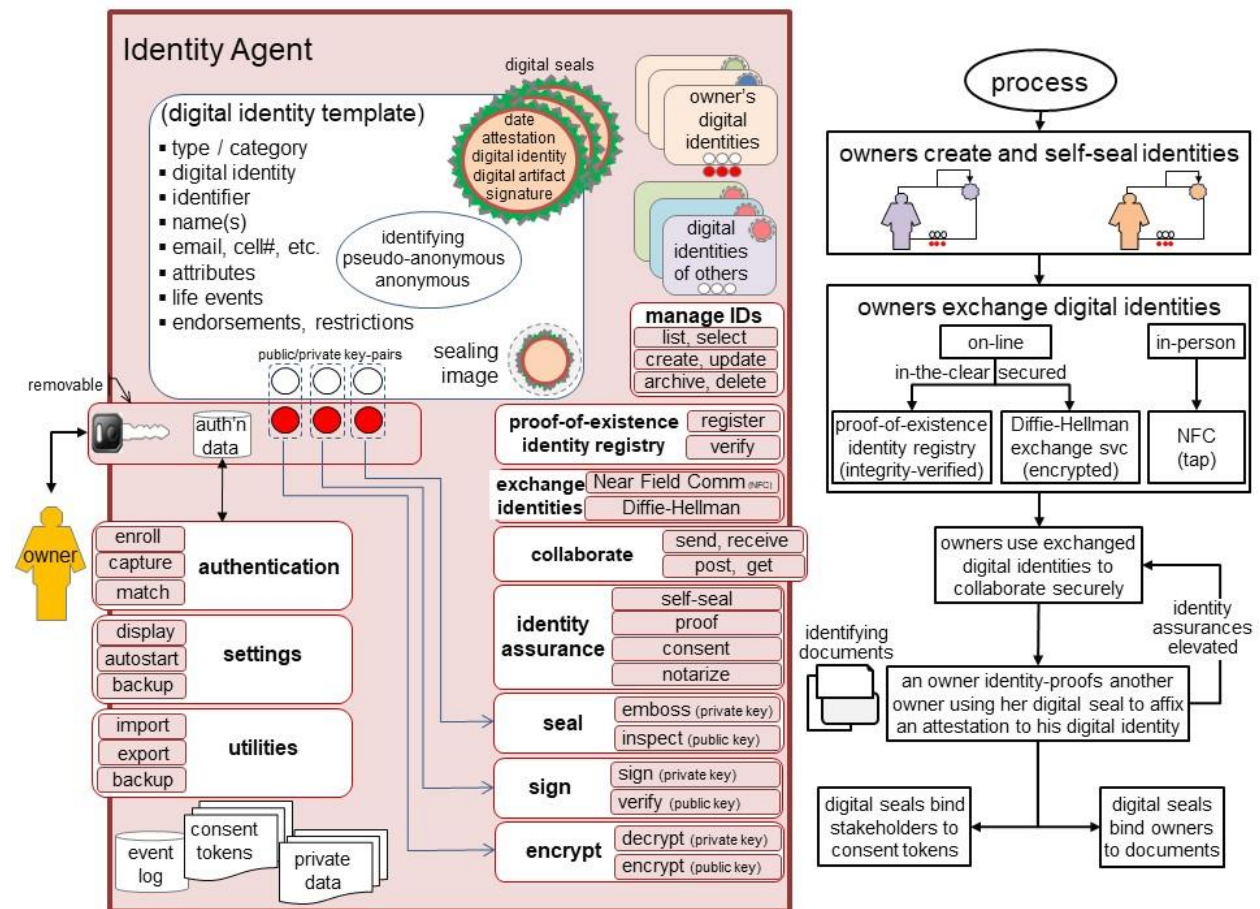 Identity Agent
digital seals
(digital identity template)
▪ type / category
▪ digital identity
▪ identifier
▪ name(s)
▪ email, cell#, etc.
▪ attributes
▪ life events
▪ endorsements, restrictions
date
attestation
digital identity
digital artifact
signature
identifying
pseudo-anonymous
anonymous
public/private key-pairs
sealing
image
owner's
digital
identities
digital
identities
of others
manage IDs
list, select
create, update
archive, delete
removable
auth'n
data
owner
proof-of-existence
identity registry
register
verify
exchange
identities
Near Field Comm (NFC)
Diffie-Hellman
collaborate
send, receive
post, get
enroll
capture
match
authentication
display
autostart
backup
settings
import
export
backup
utilities
identity
assurance
self-seal
proof
consent
notarize
seal
emboss (private key)
inspect (public key)
sign
sign (private key)
verify (public key)
encrypt
decrypt (private key)
encrypt (public key)
event
log
consent
tokens
private
data
process
owners create and self-seal identities
owners exchange digital identities
on-line
in-person
in-the-clear
secured
proof-of-existence
identity registry
(integrity-verified)
Diffie-Hellman
exchange svc
(encrypted)
NFC
(tap)
owners use exchanged
digital identities to
collaborate securely
identity
assurances
elevated
identifying
documents
an owner identity-proofs another
owner using her digital seal to affix
an attestation to his digital identity
digital seals bind
stakeholders to
consent tokens
digital seals
bind owners
to documents